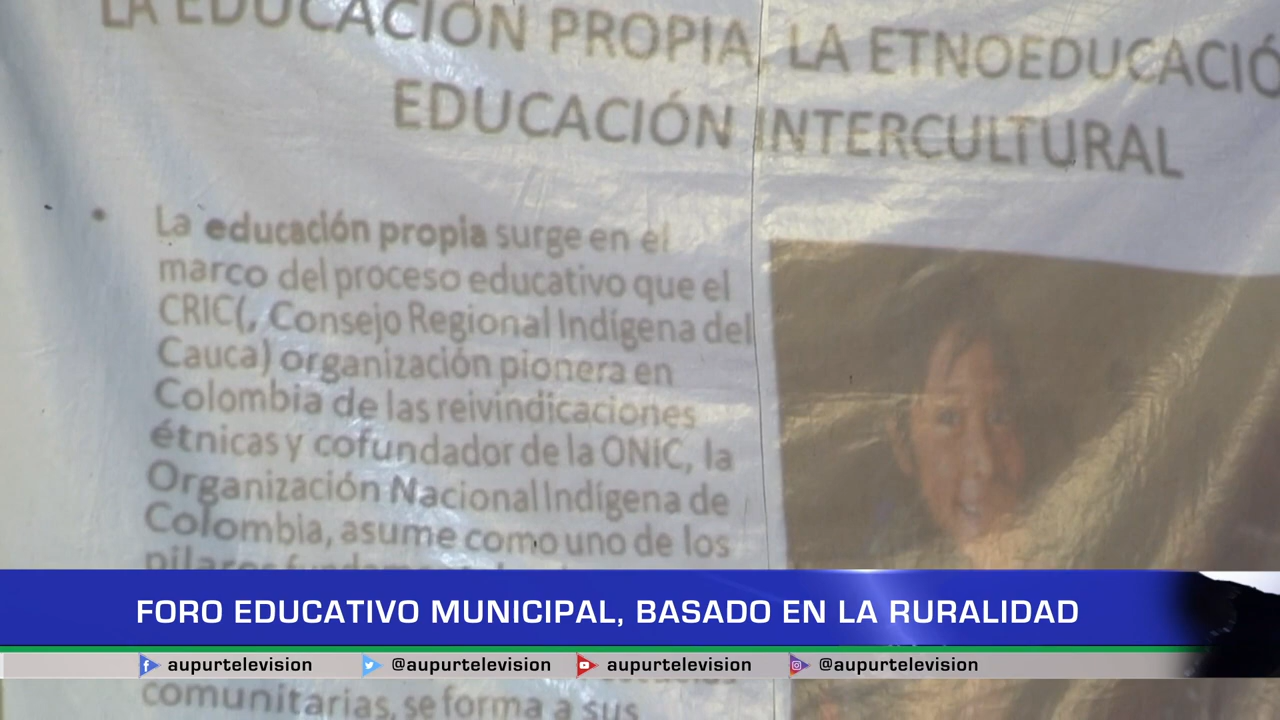 LA EDUCACIÓN PROPIA, LA ETNOEDUCACIÓ
EDUCACIÓN INTERCULTURAL
• La educación propia surge en el
marco del proceso educativo que el
CRIC(, Consejo Regional Indígena del
Cauca) organización pionera en
Colombia de las reivindicaciones
étnicas y cofundador de la ONIC, la
Organización Nacional Indígena de
Colombia, asume como uno de los
pilares
FORO EDUCATIVO MUNICIPAL, BASADO EN LA RURALIDAD
aupurtelevision
@aupurtelevision
aupurtelevision
@aupurtelevision
comunitarias, se forma a sus